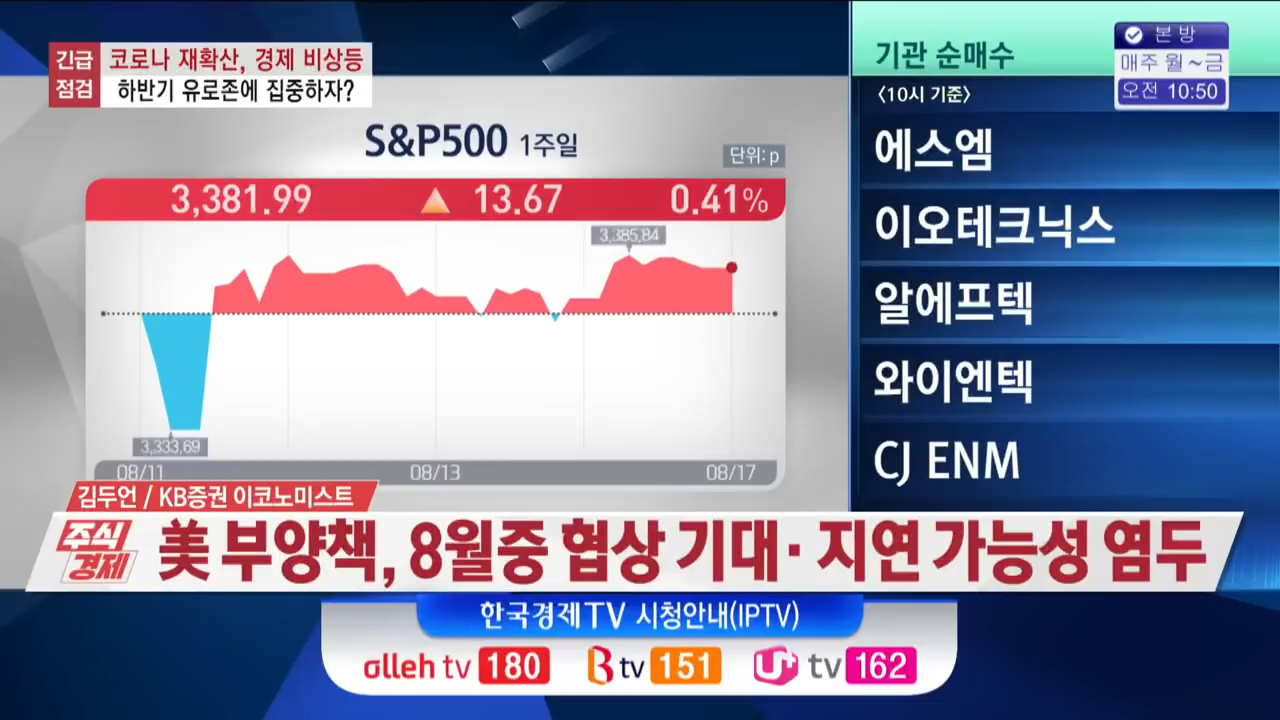 긴급
점검
코로나 재확산, 경제 비상등
하반기 유로존에 집중하자?
S&P500 1주일
단위:p
3,381.99 ▲ 13.67 0.41%
3,385.84
3,333.69
08/11 08/13 08/17
기관 순매수
본 방
매주 월~금
오전 10:50
<10시 기준>
에스엠
이오테크닉스
알에프텍
와이엔텍
CJ ENM
김두언 / KB증권 이코노미스트
주식
경제
美 부양책, 8월중 협상 기대· 지연 가능성 염두
한국경제TV 시청안내(IPTV)
olleh tv 180 B tv 151 U+ tv 162